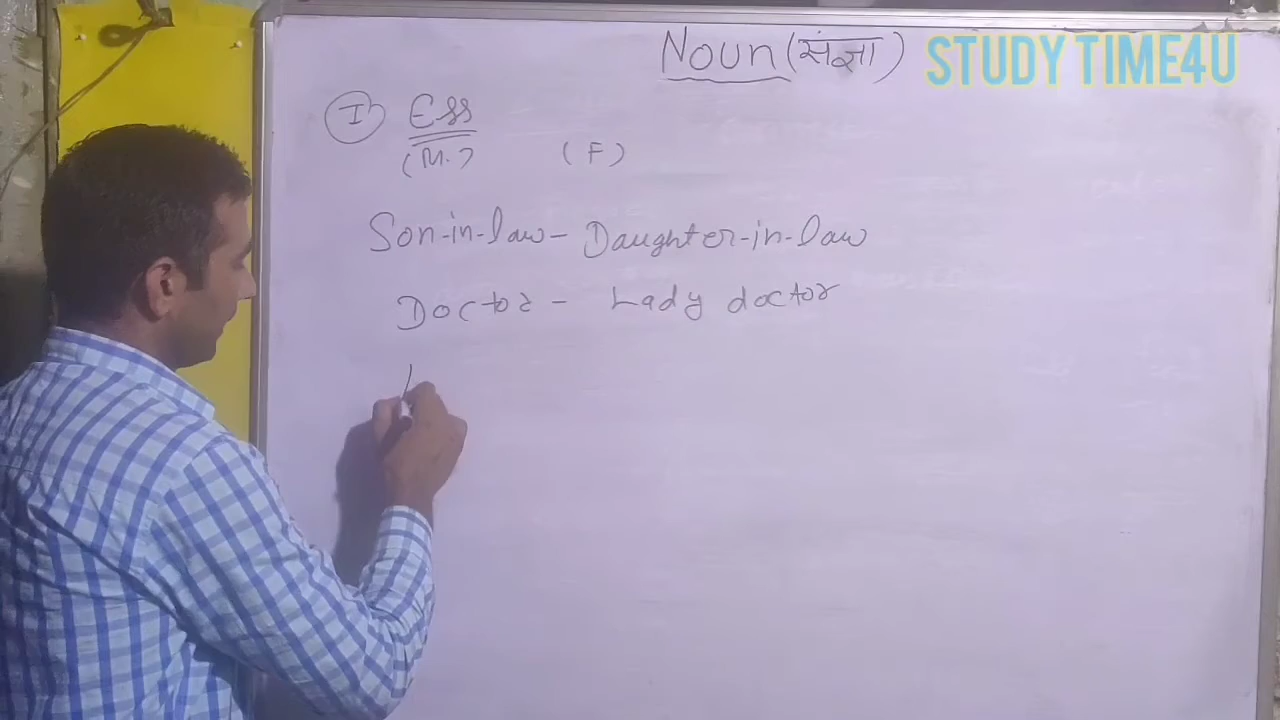 Noun (संज्ञा) STUDY TIME4U
I Ess
(M.) (F)
Son-in-law - Daughter-in-law
Doctor - Lady doctor